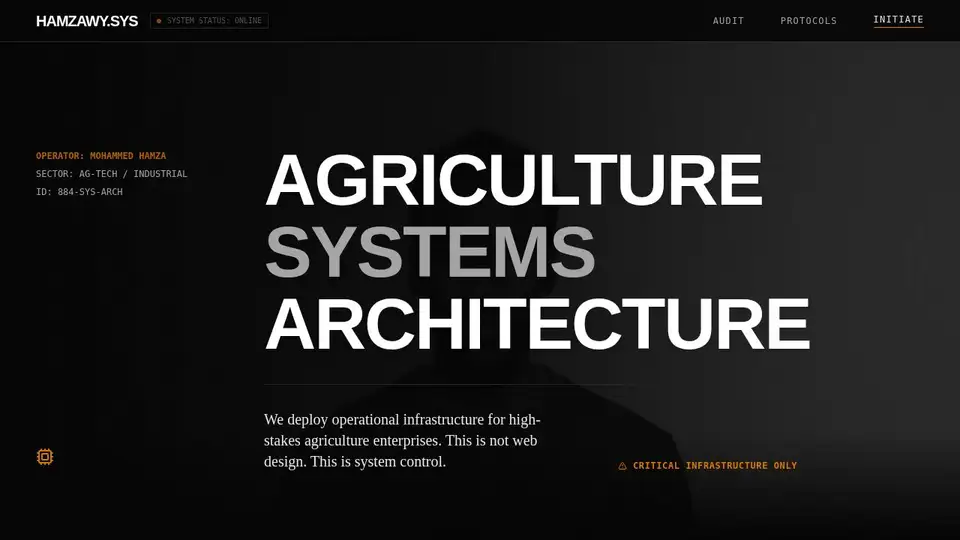 HAMZAWY.SYS
SYSTEM STATUS: ONLINE
AUDIT
PROTOCOLS
INITIATE
OPERATOR: MOHAMMED HAMZA
SECTOR: AG-TECH / INDUSTRIAL
ID: 884-SYS-ARCH
AGRICULTURE
SYSTEMS
ARCHITECTURE
We deploy operational infrastructure for high-
stakes agriculture enterprises. This is not web
design. This is system control.
CRITICAL INFRASTRUCTURE ONLY